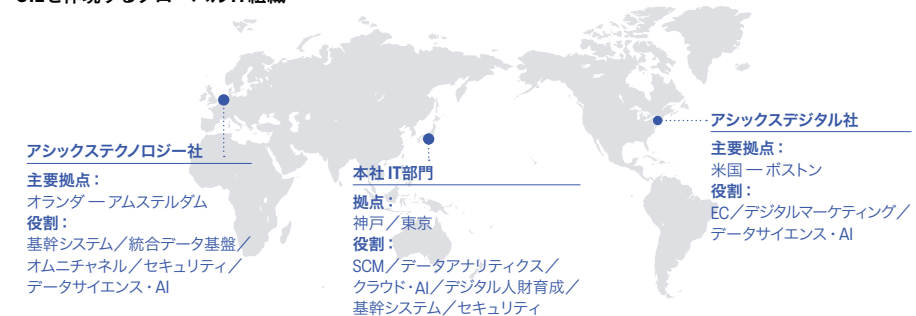 アシックステクノロジー社
主要拠点：
オランダ ― アムステルダム
役割：
基幹システム／統合データ基盤／
オムニチャネル／セキュリティ／
データサイエンス・AI
本社 IT部門
拠点：
神戸／東京
役割：
SCM／データアナリティクス／
クラウド・AI／デジタル人財育成／
基幹システム／セキュリティ
アシックスデジタル社
主要拠点：
米国 ― ボストン
役割：
EC／デジタルマーケティング／
データサイエンス・AI